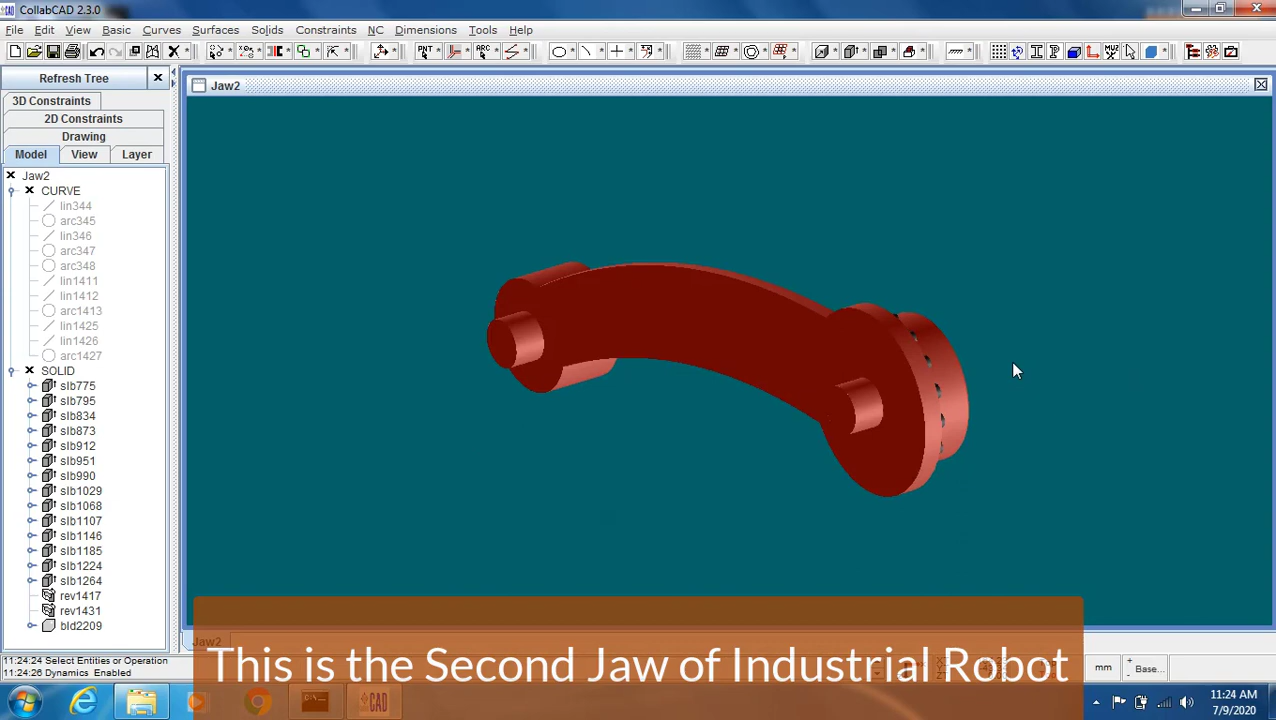 CollabCAD 2.3.0
File Edit View Basic Curves Surfaces Solids Constraints NC Dimensions Tools Help
Refresh Tree
Jaw2
3D Constraints
2D Constraints
Drawing
Model View Layer
Jaw2
CURVE
lin344
arc345
lin346
arc347
arc348
lin1411
lin1412
arc1413
lin1425
lin1426
arc1427
SOLID
slb775
slb795
slb834
slb873
slb912
slb951
slb990
slb1029
slb1068
slb1107
slb1146
slb1185
slb1224
slb1264
rev1417
rev1431
bld2209
Jaw2
11:24:24 Select Entities or Operation
11:24:26 Dynamics Enabled
mm
Base...
This is the Second Jaw of Industrial Robot
11:24 AM
7/9/2020